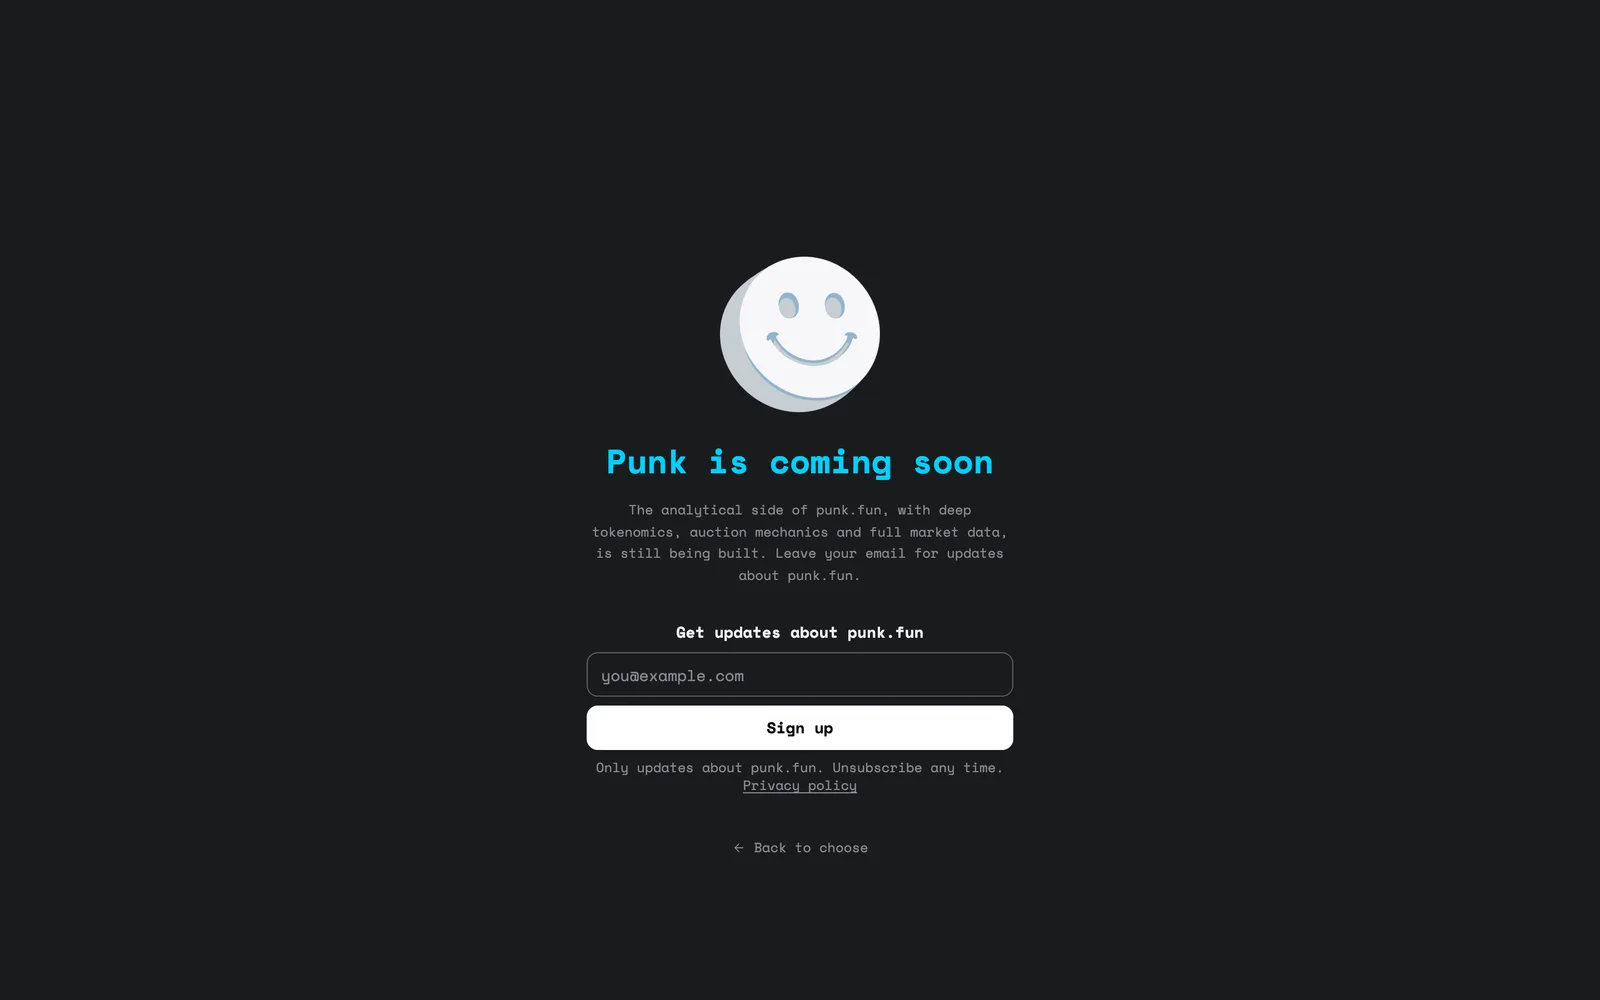 Punk is coming soon
The analytical side of punk.fun, with deep
tokenomics, auction mechanics and full market data,
is still being built. Leave your email for updates
about punk.fun.
Get updates about punk.fun
you@example.com
Sign up
Only updates about punk.fun. Unsubscribe any time.
Privacy policy
← Back to choose